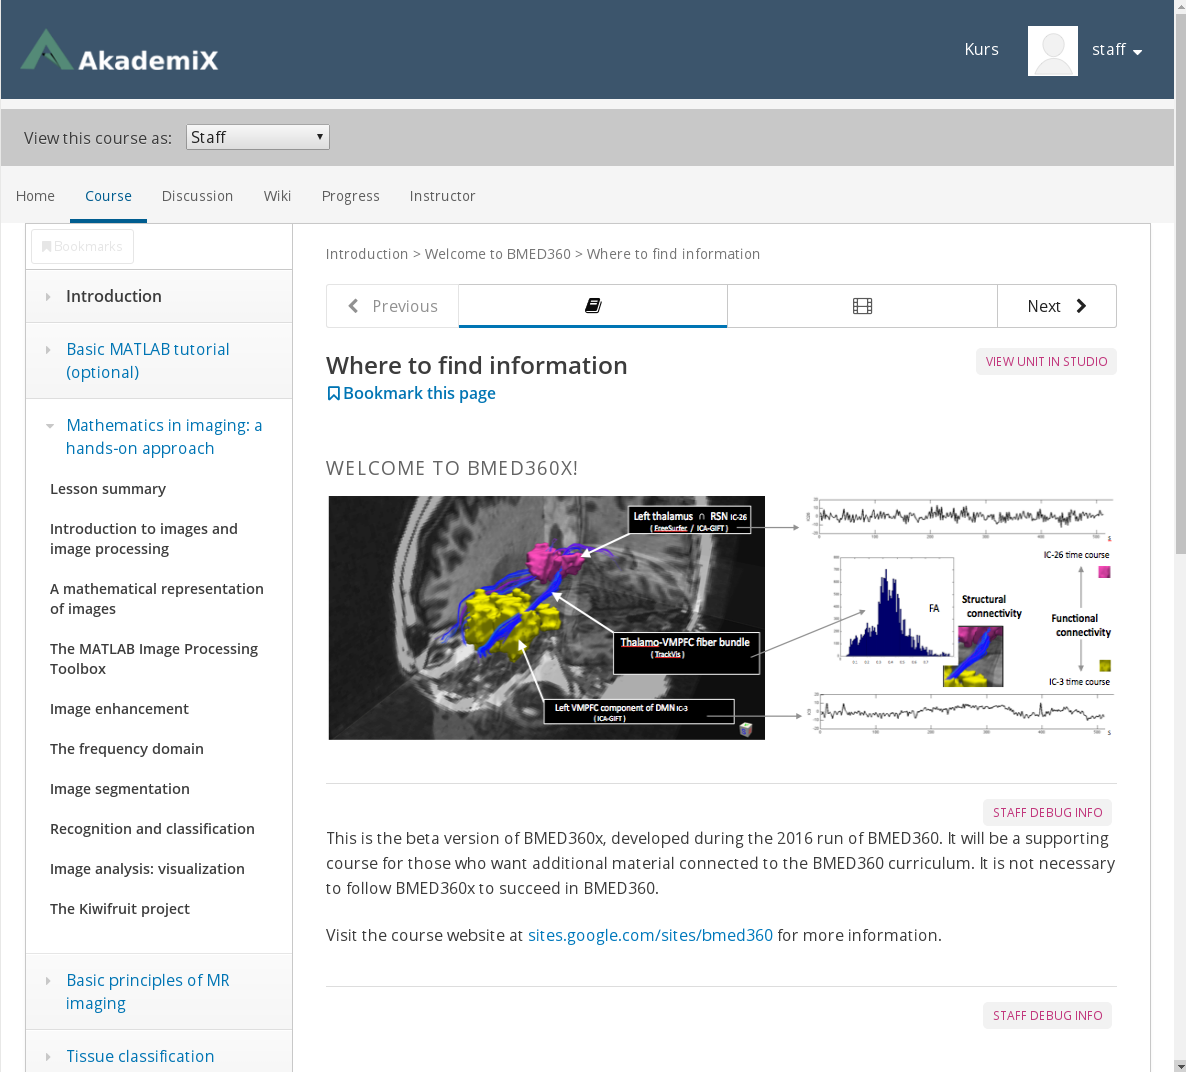 AkademiX
Kurs
staff
View this course as:
Staff
Home
Course
Discussion
Wiki
Progress
Instructor
Bookmarks
Introduction
Basic MATLAB tutorial
(optional)
Mathematics in imaging: a
hands-on approach
Lesson summary
Introduction to images and
image processing
A mathematical representation
of images
The MATLAB Image Processing
Toolbox
Image enhancement
The frequency domain
Image segmentation
Recognition and classification
Image analysis: visualization
The Kiwifruit project
Basic principles of MR
imaging
Tissue classification
Introduction > Welcome to BMED360 > Where to find information
Previous
Next
Where to find information
VIEW UNIT IN STUDIO
Bookmark this page
WELCOME TO BMED360X!
Left thalamus ∩ RSN IC-26
( FreeSurfer / ICA-GIFT )
Thalamo-VMPFC fiber bundle
( TrackVis )
Left VMPFC component of DMN IC-3
( ICA-GIFT )
IC-26 time course
FA
Structural
connectivity
Functional
connectivity
IC-3 time course
STAFF DEBUG INFO
This is the beta version of BMED360x, developed during the 2016 run of BMED360. It will be a supporting
course for those who want additional material connected to the BMED360 curriculum. It is not necessary
to follow BMED360x to succeed in BMED360.
Visit the course website at sites.google.com/sites/bmed360 for more information.
STAFF DEBUG INFO